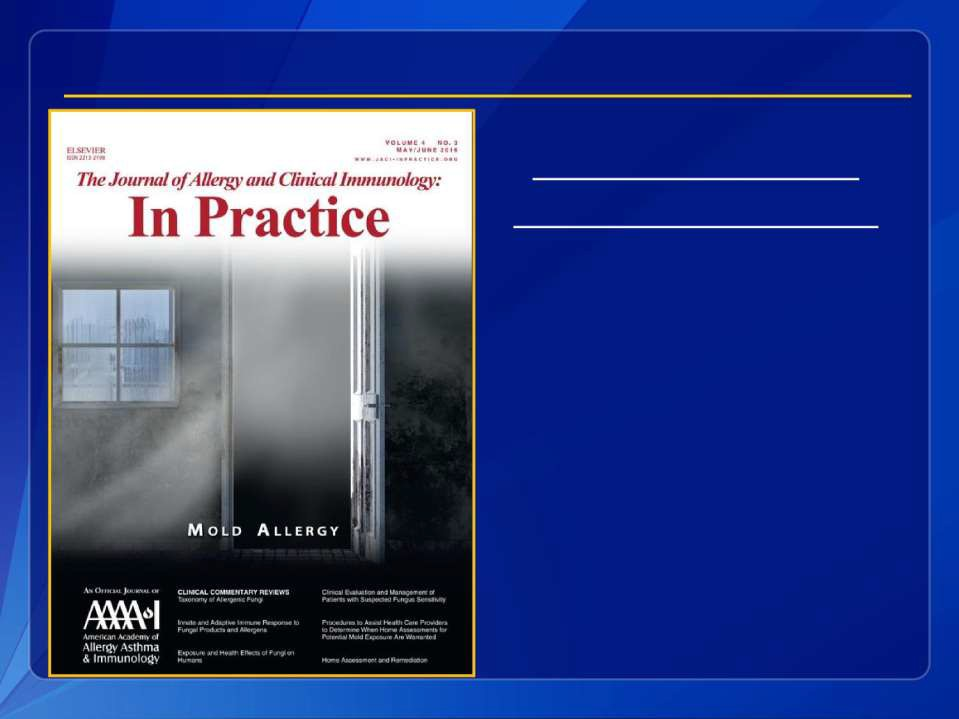 ELSEVIER
ISSN 2213-2198
VOLUME 4 NO. 3
MAY/JUNE 2016
WWW.JACI-INPRACTICE.ORG
The Journal of Allergy and Clinical Immunology:
In Practice
MOLD ALLERGY
AN OFFICIAL JOURNAL OF
AAAAI
American Academy of
Allergy Asthma
& Immunology
CLINICAL COMMENTARY REVIEWS
Taxonomy of Allergenic Fungi
Innate and Adaptive Immune Response to
Fungal Products and Allergens
Exposure and Health Effects of Fungi on
Humans
Clinical Evaluation and Management of
Patients with Suspected Fungus Sensitivity
Procedures to Assist Health Care Providers
to Determine When Home Assessments for
Potential Mold Exposure Are Warranted
Home Assessment and Remediation